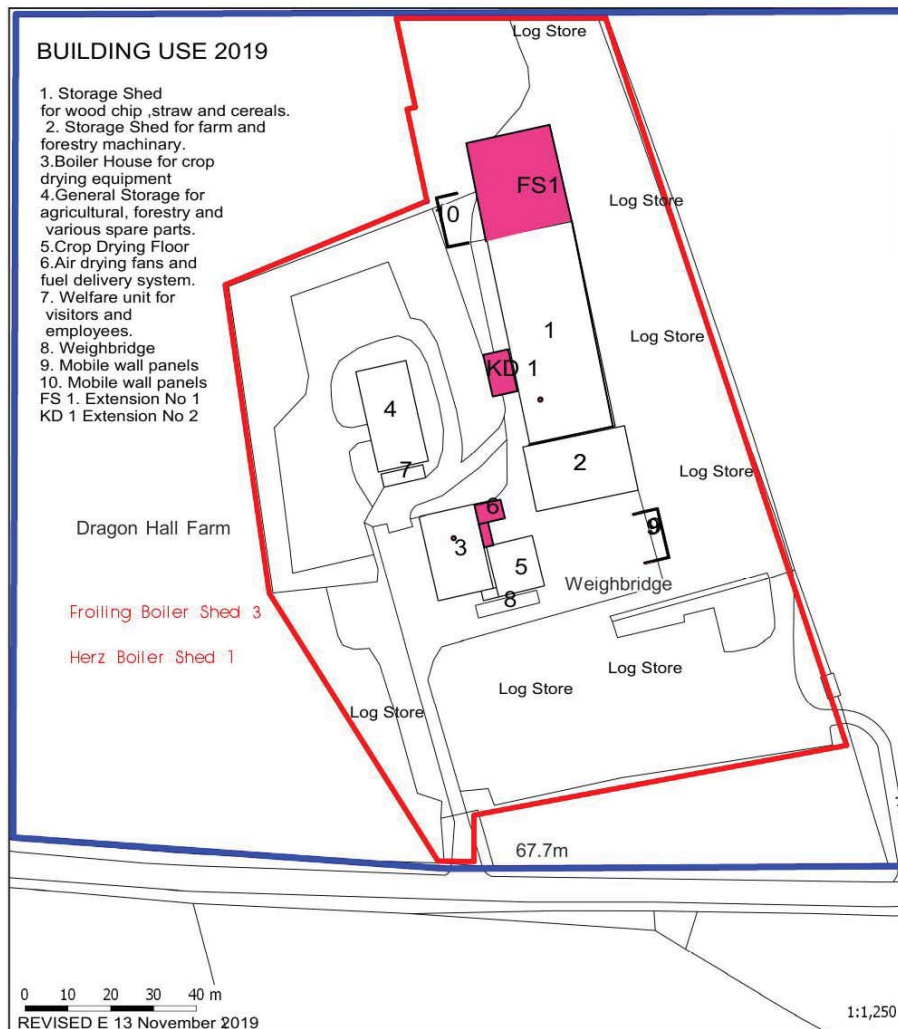 BUILDING USE 2019
1. Storage Shed
for wood chip ,straw and cereals.
2. Storage Shed for farm and
forestry machinary.
3.Boiler House for crop
drying equipment
4.General Storage for
agricultural, forestry and
various spare parts.
5.Crop Drying Floor
6.Air drying fans and
fuel delivery system.
7. Welfare unit for
visitors and
employees.
8. Weighbridge
9. Mobile wall panels
10. Mobile wall panels
FS 1. Extension No 1
KD 1 Extension No 2
Log Store
FS1
Log Store
10
1
Log Store
KD 1
4
2
Log Store
7
6
9
Dragon Hall Farm
3
5
Weighbridge
8
Froiling Boiler Shed 3
Herz Boiler Shed 1
Log Store
Log Store
Log Store
67.7m
0 10 20 30 40 m
REVISED E 13 November 2019
1:1,250